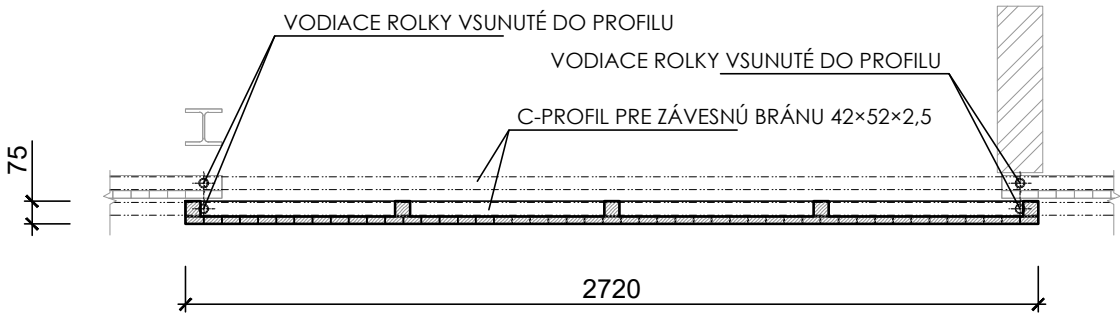 VODIACE ROLKY VSUNUTÉ DO PROFILU
VODIACE ROLKY VSUNUTÉ DO PROFILU
C-PROFIL PRE ZÁVESNÚ BRÁNU 42×52×2,5
75
2720